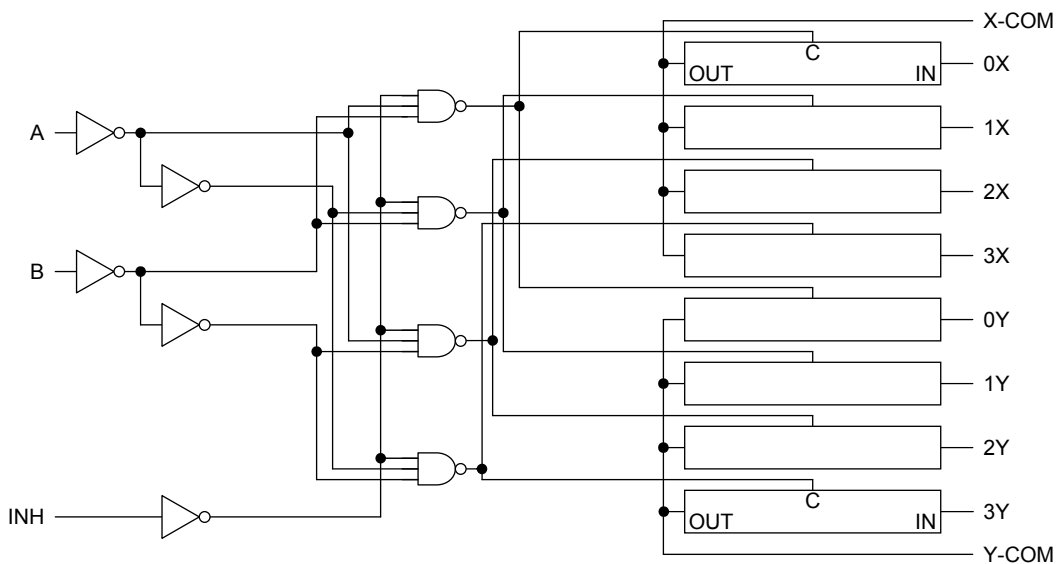 X-COM
C
OUT IN 0X
A
1X
2X
B
3X
0Y
1Y
2Y
C
INH
OUT IN 3Y
Y-COM